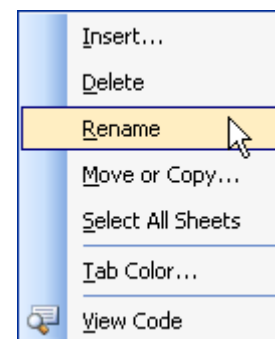 Insert...
Delete
Rename
Move or Copy...
Select All Sheets
Tab Color...
View Code